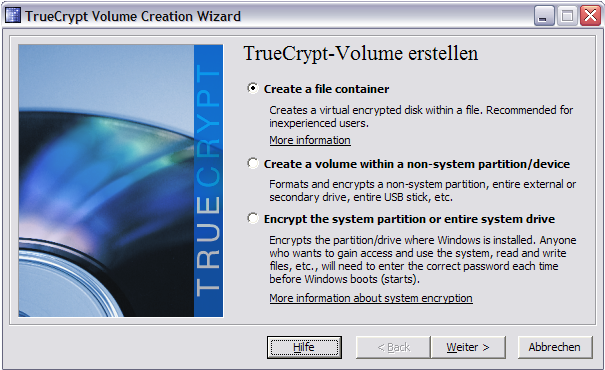 TrueCrypt Volume Creation Wizard
TRUECRYPT
TrueCrypt-Volume erstellen
Create a file container
Creates a virtual encrypted disk within a file. Recommended for
inexperienced users.
More information
Create a volume within a non-system partition/device
Formats and encrypts a non-system partition, entire external or
secondary drive, entire USB stick, etc.
Encrypt the system partition or entire system drive
Encrypts the partition/drive where Windows is installed. Anyone
who wants to gain access and use the system, read and write
files, etc., will need to enter the correct password each time
before Windows boots (starts).
More information about system encryption
Hilfe
< Back
Weiter >
Abbrechen